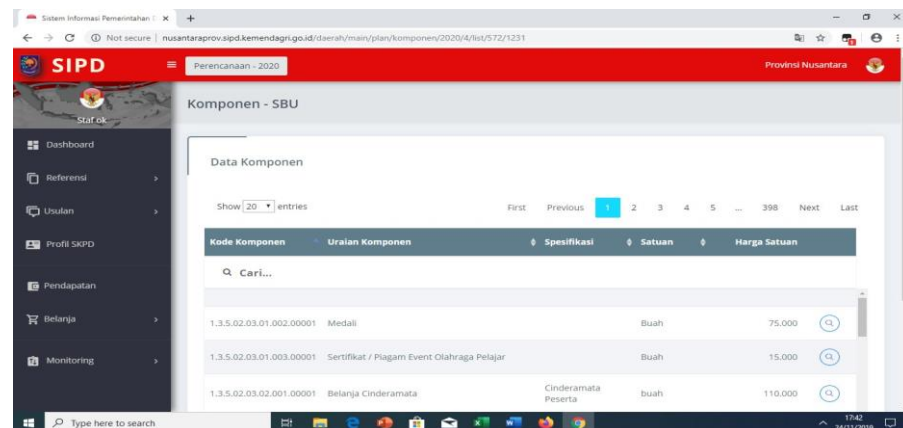 Sistem Informasi Pemerintahan
Not secure | nusantaraprov.sipd.kemendagri.go.id/daerah/main/plan/komponen/2020/4/list/572/1231
SIPD
Perencanaan - 2020
Provinsi Nusantara
Staf ok
Komponen - SBU
Dashboard
Referensi
Usulan
Profil SKPD
Pendapatan
Belanja
Monitoring
Data Komponen
Show 20 entries
First Previous 1 2 3 4 5 ... 398 Next Last
Kode Komponen Uraian Komponen Spesifikasi Satuan Harga Satuan
Cari...
1.3.5.02.03.01.002.00001 Medali Buah 75.000
1.3.5.02.03.01.003.00001 Sertifikat / Piagam Event Olahraga Pelajar Buah 15.000
1.3.5.02.03.02.001.00001 Belanja Cinderamata Cinderamata Peserta buah 110.000
Type here to search
17:42
24/11/2019